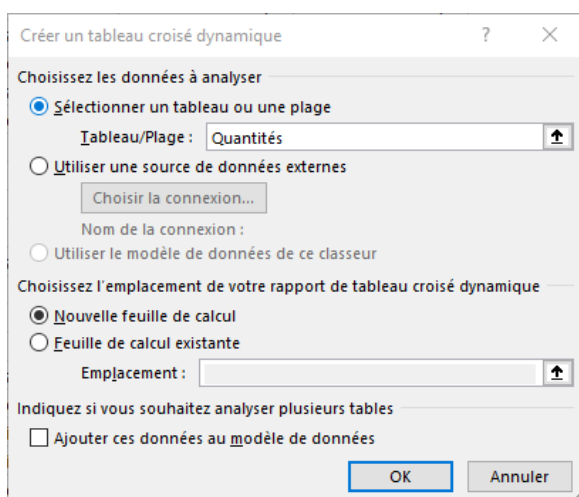 Créer un tableau croisé dynamique ? ×
Choisissez les données à analyser
Sélectionner un tableau ou une plage
Tableau/Plage : Quantités
Utiliser une source de données externes
Choisir la connexion...
Nom de la connexion :
Utiliser le modèle de données de ce classeur
Choisissez l'emplacement de votre rapport de tableau croisé dynamique
Nouvelle feuille de calcul
Feuille de calcul existante
Emplacement :
Indiquez si vous souhaitez analyser plusieurs tables
Ajouter ces données au modèle de données
OK Annuler